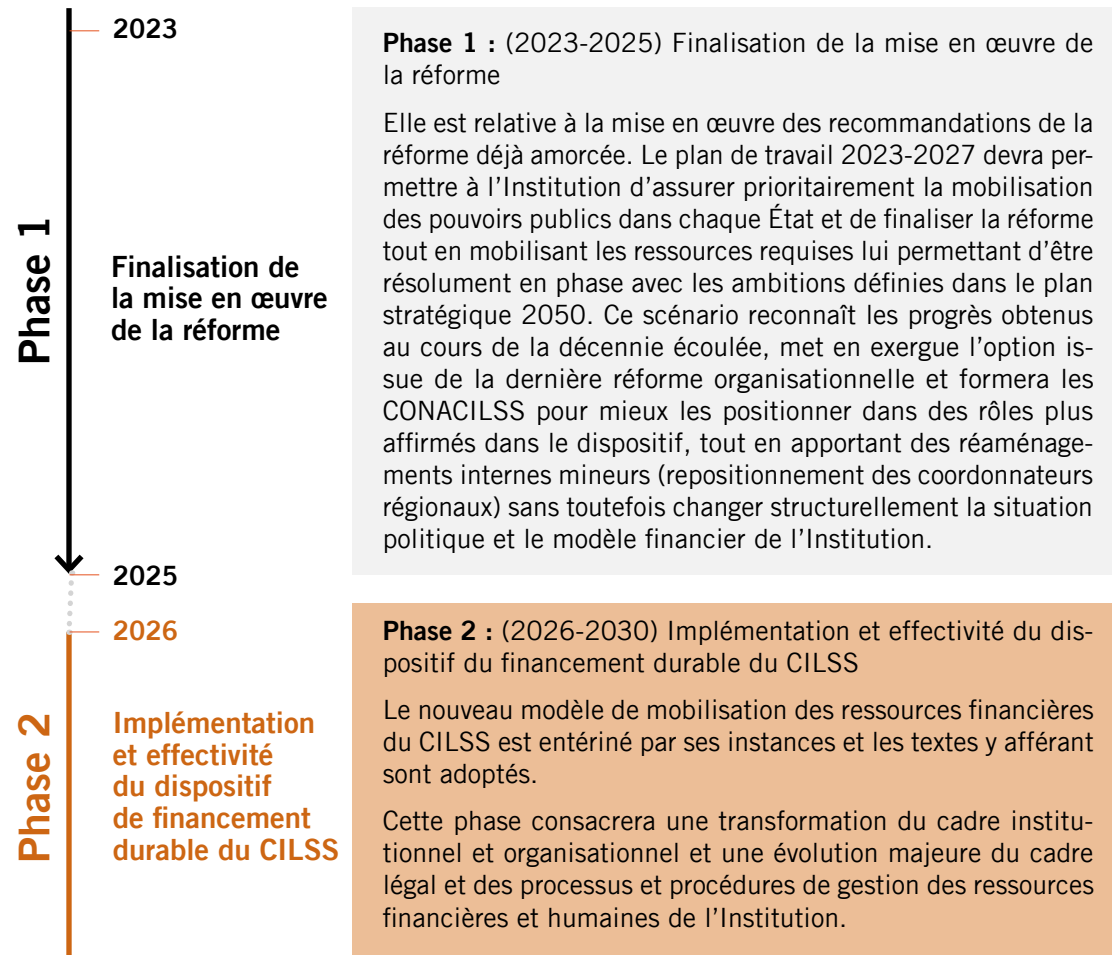 Phase 1
2023
Finalisation de
la mise en œuvre
de la réforme
2025
Phase 1 : (2023-2025) Finalisation de la mise en œuvre de
la réforme
Elle est relative à la mise en œuvre des recommandations de la
réforme déjà amorcée. Le plan de travail 2023-2027 devra per-
mettre à l’Institution d’assurer prioritairement la mobilisation
des pouvoirs publics dans chaque État et de finaliser la réforme
tout en mobilisant les ressources requises lui permettant d’être
résolument en phase avec les ambitions définies dans le plan
stratégique 2050. Ce scénario reconnaît les progrès obtenus
au cours de la décennie écoulée, met en exergue l’option is-
sue de la dernière réforme organisationnelle et formera les
CONACILSS pour mieux les positionner dans des rôles plus
affirmés dans le dispositif, tout en apportant des réaménage-
ments internes mineurs (repositionnement des coordonnateurs
régionaux) sans toutefois changer structurellement la situation
politique et le modèle financier de l’Institution.
Phase 2
2026
Implémentation
et effectivité
du dispositif
de financement
durable du CILSS
Phase 2 : (2026-2030) Implémentation et effectivité du dis-
positif du financement durable du CILSS
Le nouveau modèle de mobilisation des ressources financières
du CILSS est entériné par ses instances et les textes y afférant
sont adoptés.
Cette phase consacrera une transformation du cadre institu-
tionnel et organisationnel et une évolution majeure du cadre
légal et des processus et procédures de gestion des ressources
financières et humaines de l’Institution.